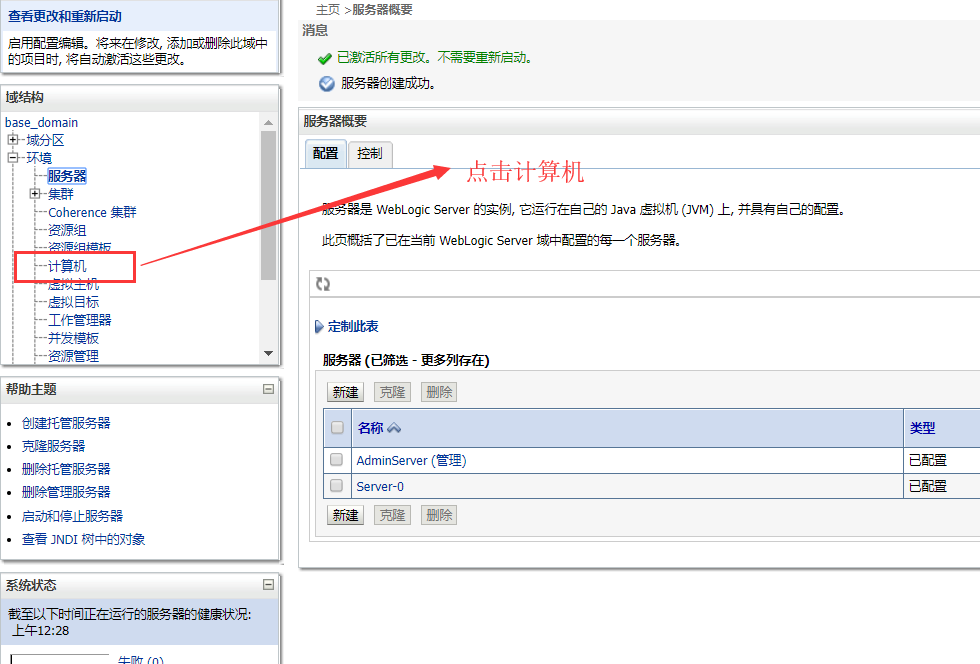 查看更改和重新启动
启用配置编辑。将来在修改, 添加或删除此域中
的项目时, 将自动激活这些更改。
域结构
base_domain
域分区
环境
服务器
集群
Coherence 集群
资源组
资源组模板
计算机
虚拟主机
虚拟目标
工作管理器
并发模板
资源管理
帮助主题
创建托管服务器
克隆服务器
删除托管服务器
删除管理服务器
启动和停止服务器
查看 JNDI 树中的对象
系统状态
截至以下时间正在运行的服务器的健康状况:
上午12:28
失败 (0)
主页 >服务器概要
消息
已激活所有更改。不需要重新启动。
服务器创建成功。
服务器概要
配置 控制
点击计算机
服务器是 WebLogic Server 的实例, 它运行在自己的 Java 虚拟机 (JVM) 上, 并具有自己的配置。
此页概括了已在当前 WebLogic Server 域中配置的每一个服务器。
定制此表
服务器 (已筛选 - 更多列存在)
新建 克隆 删除
名称 类型
AdminServer (管理) 已配置
Server-0 已配置
新建 克隆 删除